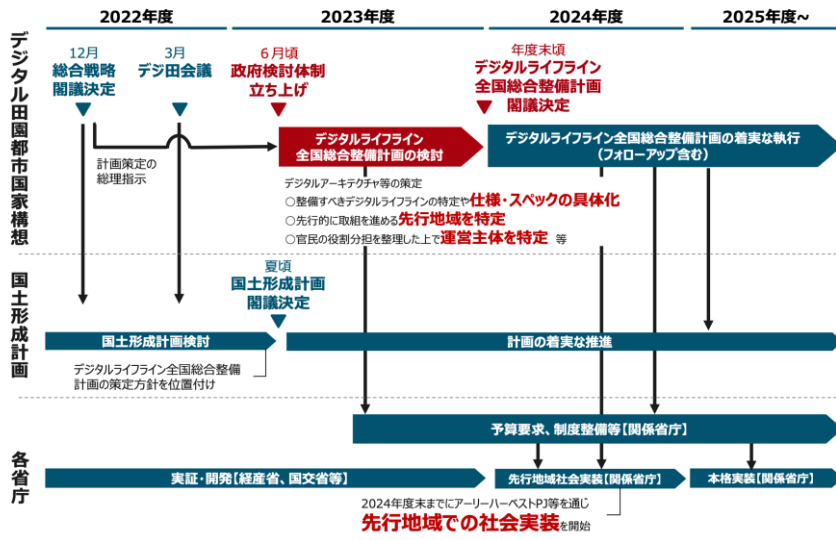 2022年度
2023年度
2024年度
2025年度~
デジタル田園都市国家構想
12月
総合戦略
閣議決定
3月
デジ田会議
6月頃
政府検討体制
立ち上げ
年度末頃
デジタルライフライン
全国総合整備計画
閣議決定
計画策定の
総理指示
デジタルライフライン
全国総合整備計画の検討
デジタルライフライン全国総合整備計画の着実な執行
(フォローアップ含む)
デジタルアーキテクチャ等の策定
○整備すべきデジタルライフラインの特定や仕様・スペックの具体化
○先行的に取組を進める先行地域を特定
○官民の役割分担を整理した上で運営主体を特定 等
国土形成計画
夏頃
国土形成計画
閣議決定
国土形成計画検討
計画の着実な推進
デジタルライフライン全国総合整備
計画の策定方針を位置付け
各省庁
予算要求、制度整備等【関係省庁】
実証・開発【経産省、国交省等】
先行地域社会実装【関係省庁】
本格実装【関係省庁】
2024年度末までにアーリーハーベストPJ等を通じ
先行地域での社会実装を開始